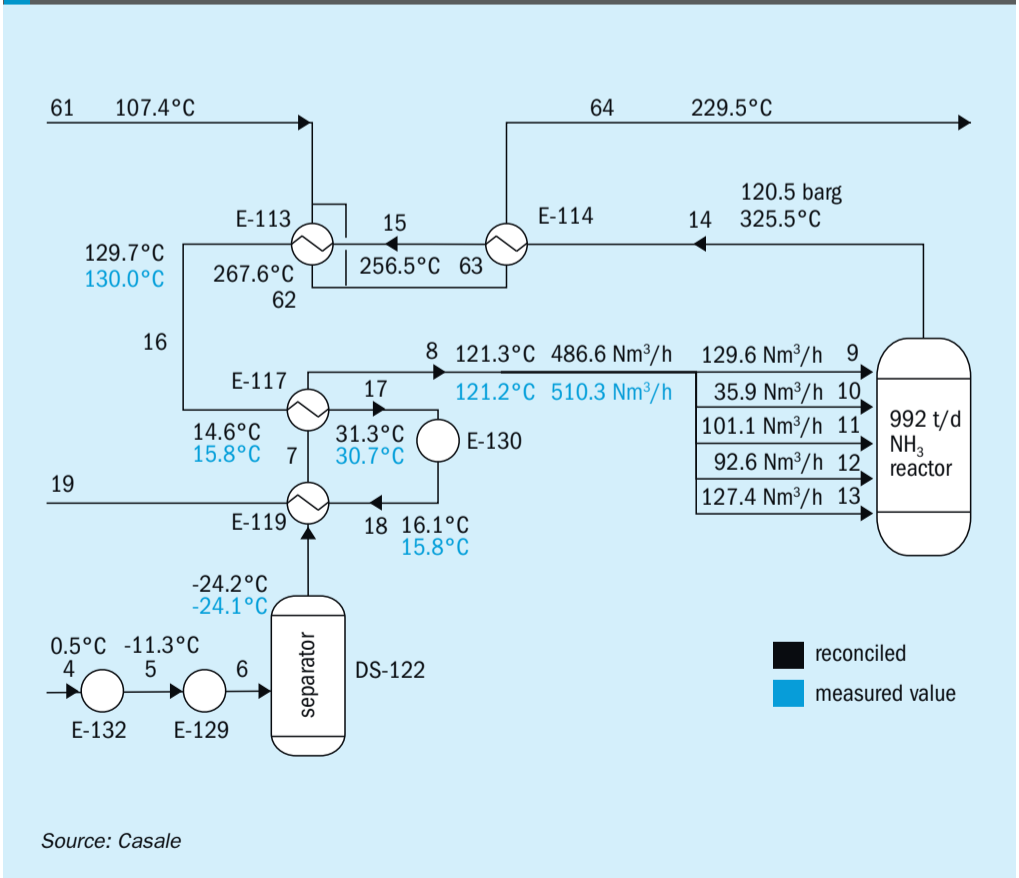 61 107.4°C
64 229.5°C
120.5 barg
E-113 15 E-114 14 325.5°C
129.7°C
130.0°C
267.6°C 256.5°C 63
62
16
8 121.3°C 486.6 Nm³/h 129.6 Nm³/h 9
E-117 17 121.2°C 510.3 Nm³/h 35.9 Nm³/h 10
14.6°C 31.3°C E-130 101.1 Nm³/h 11 992 t/d
15.8°C 7 30.7°C 92.6 Nm³/h 12 NH₃
19 127.4 Nm³/h 13 reactor
E-119 18 16.1°C
15.8°C
-24.2°C
-24.1°C
0.5°C -11.3°C
4 5 6 separator DS-122
E-132 E-129
reconciled
measured value
Source: Casale